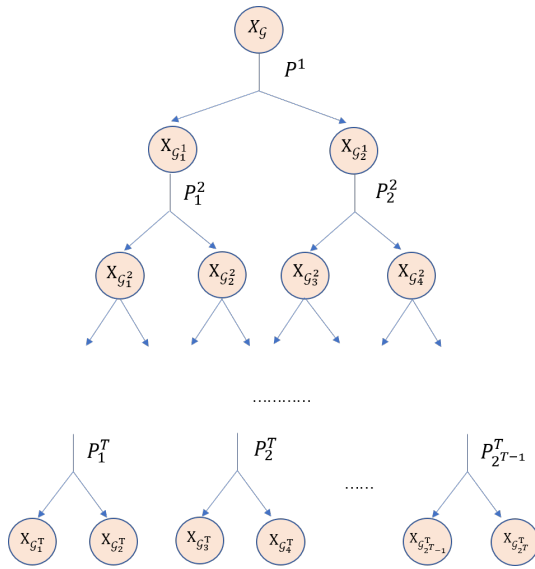 X_𝒢
P^1
X_{𝒢_1^1} X_{𝒢_2^1}
P_1^2 P_2^2
X_{𝒢_1^2} X_{𝒢_2^2} X_{𝒢_3^2} X_{𝒢_4^2}
............
P_1^T P_2^T P_{2^{T-1}}^T
......
X_{𝒢_1^T} X_{𝒢_2^T} X_{𝒢_3^T} X_{𝒢_4^T} X_{𝒢_{2^T-1}^T} X_{𝒢_{2^T}^T}